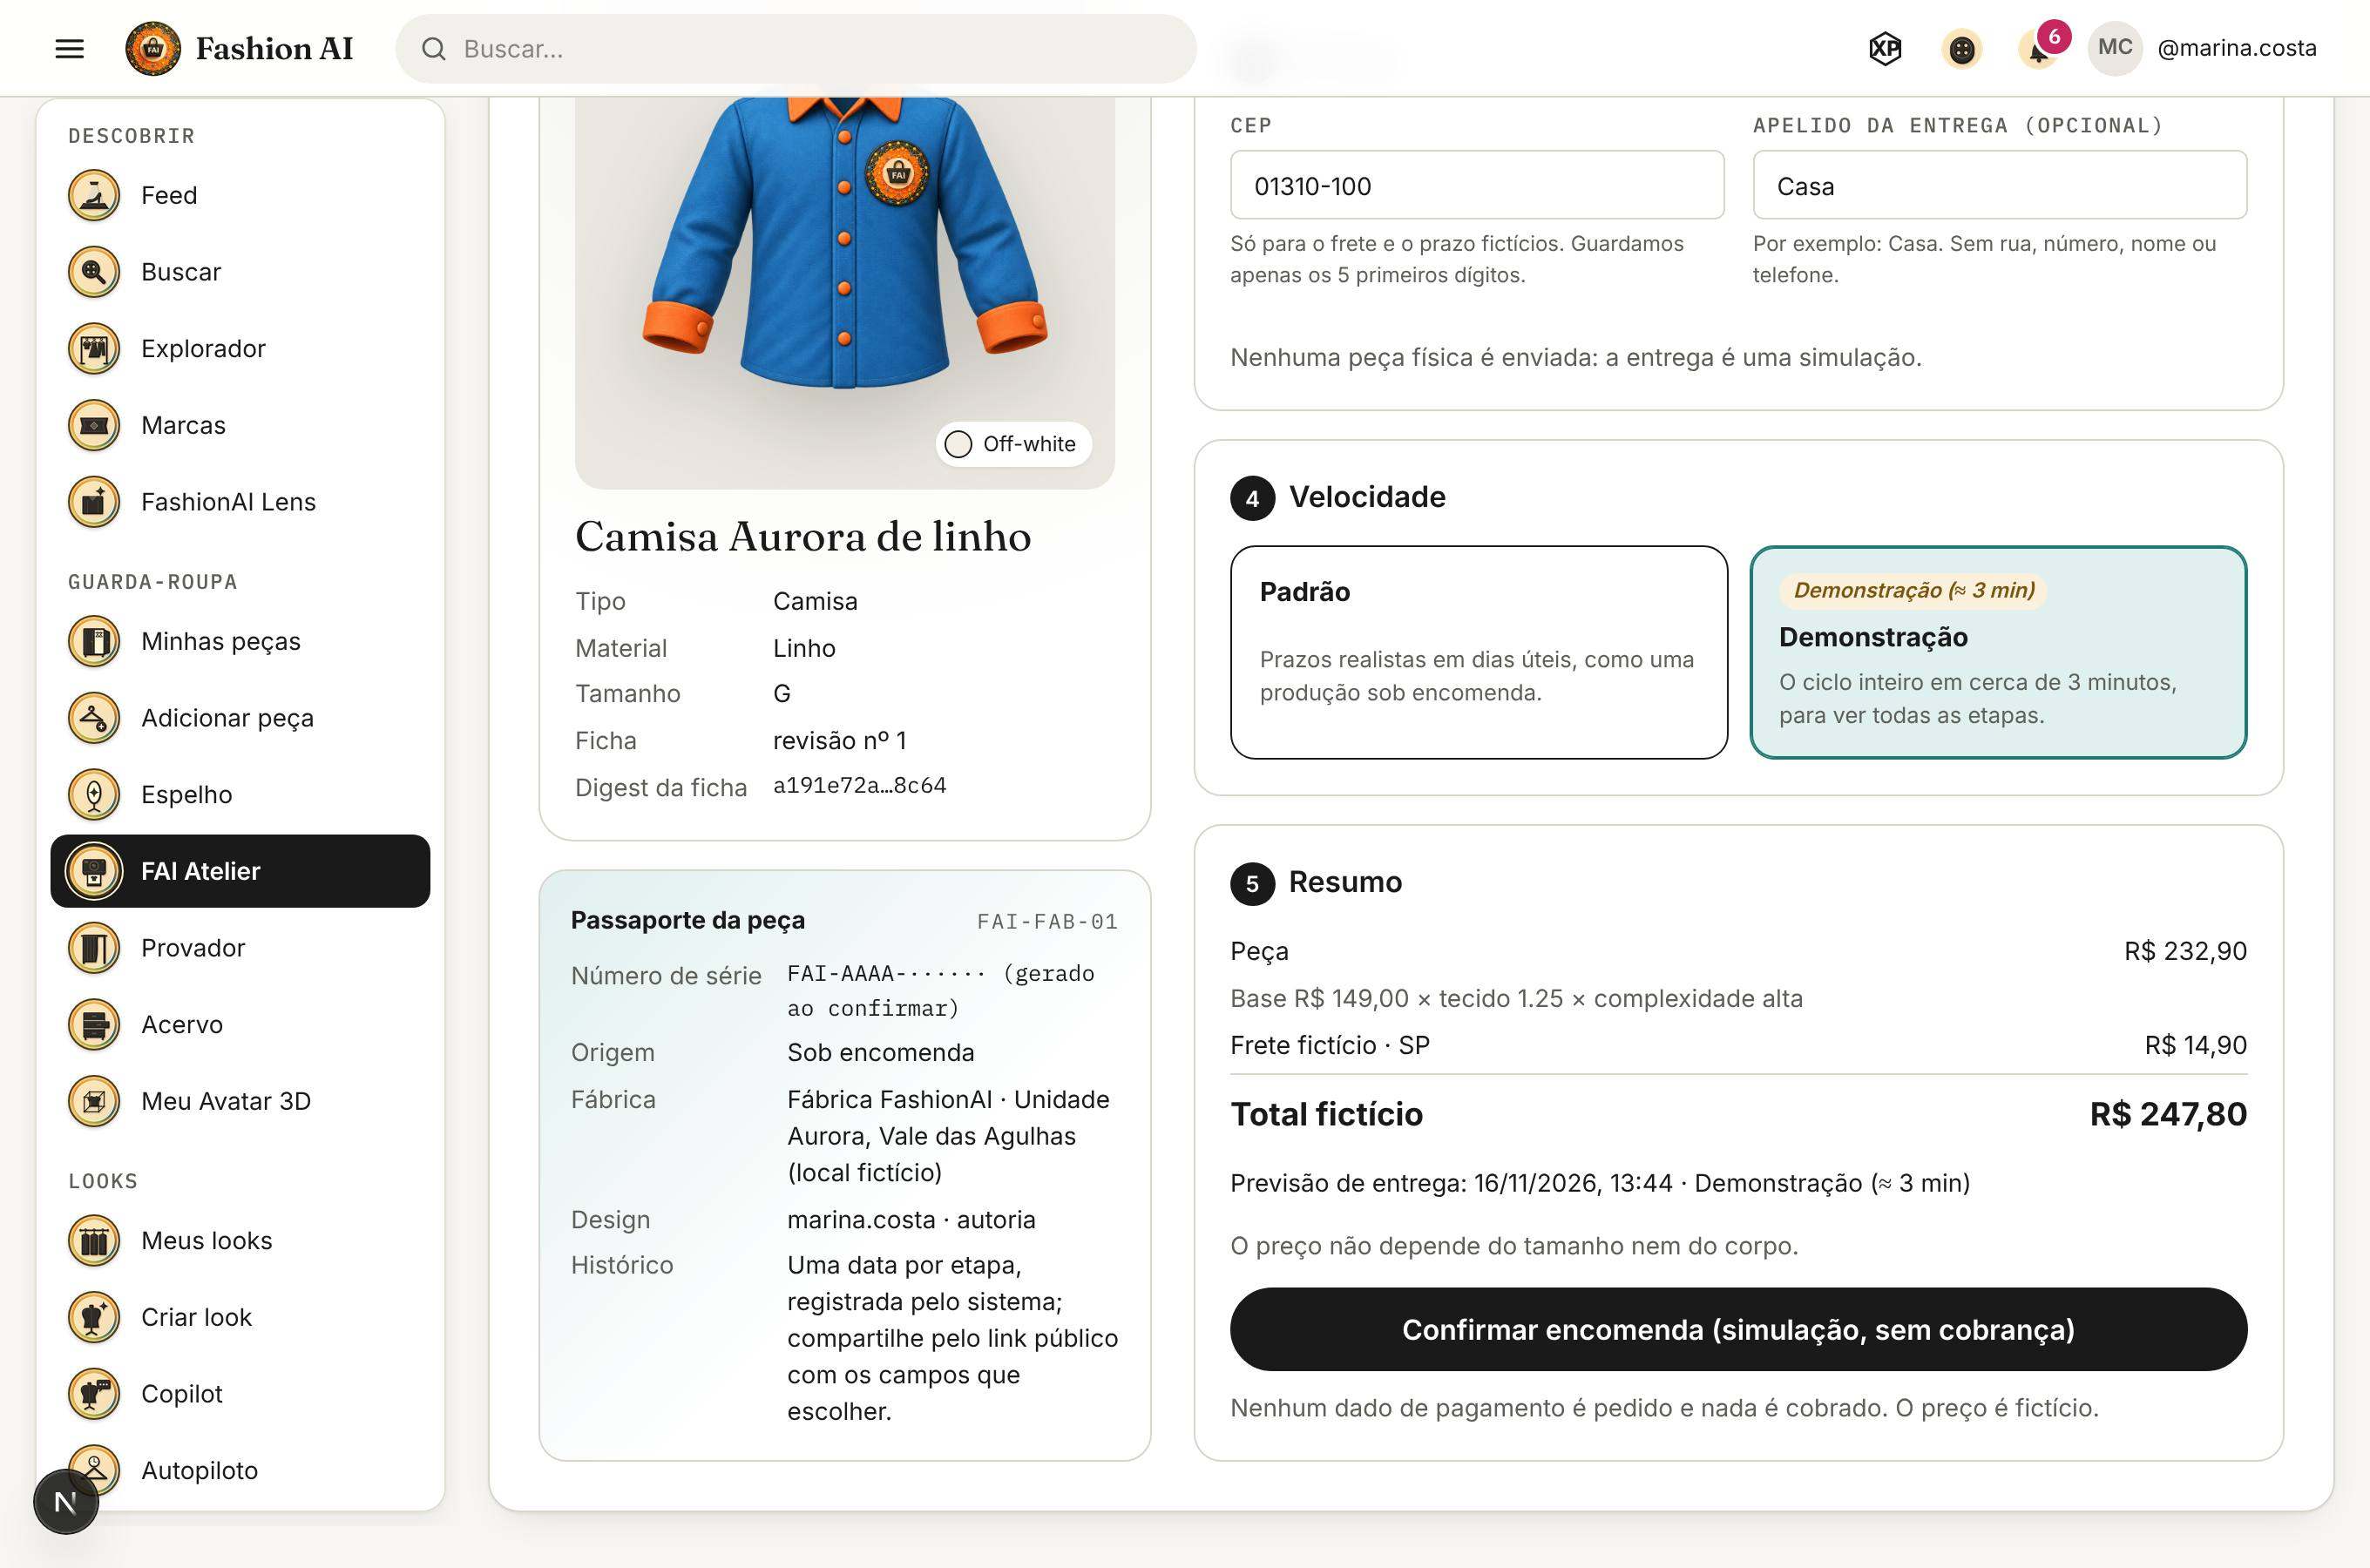 Fashion AI
Buscar...
XP
6
MC
@marina.costa
DESCOBRIR
Feed
Buscar
Explorador
Marcas
FashionAI Lens
GUARDA-ROUPA
Minhas peças
Adicionar peça
Espelho
FAI Atelier
Provador
Acervo
Meu Avatar 3D
LOOKS
Meus looks
Criar look
Copilot
Autopiloto
N
FAI
Off-white
Camisa Aurora de linho
Tipo Camisa
Material Linho
Tamanho G
Ficha revisão nº 1
Digest da ficha a191e72a…8c64
Passaporte da peça FAI-FAB-01
Número de série FAI-AAAA-······ (gerado
ao confirmar)
Origem Sob encomenda
Fábrica Fábrica FashionAI · Unidade
Aurora, Vale das Agulhas
(local fictício)
Design marina.costa · autoria
Histórico Uma data por etapa,
registrada pelo sistema;
compartilhe pelo link público
com os campos que
escolher.
CEP
01310-100
Só para o frete e o prazo fictícios. Guardamos
apenas os 5 primeiros dígitos.
APELIDO DA ENTREGA (OPCIONAL)
Casa
Por exemplo: Casa. Sem rua, número, nome ou
telefone.
Nenhuma peça física é enviada: a entrega é uma simulação.
4 Velocidade
Padrão
Prazos realistas em dias úteis, como uma
produção sob encomenda.
Demonstração (≈ 3 min)
Demonstração
O ciclo inteiro em cerca de 3 minutos,
para ver todas as etapas.
5 Resumo
Peça R$ 232,90
Base R$ 149,00 × tecido 1.25 × complexidade alta
Frete fictício · SP R$ 14,90
Total fictício R$ 247,80
Previsão de entrega: 16/11/2026, 13:44 · Demonstração (≈ 3 min)
O preço não depende do tamanho nem do corpo.
Confirmar encomenda (simulação, sem cobrança)
Nenhum dado de pagamento é pedido e nada é cobrado. O preço é fictício.